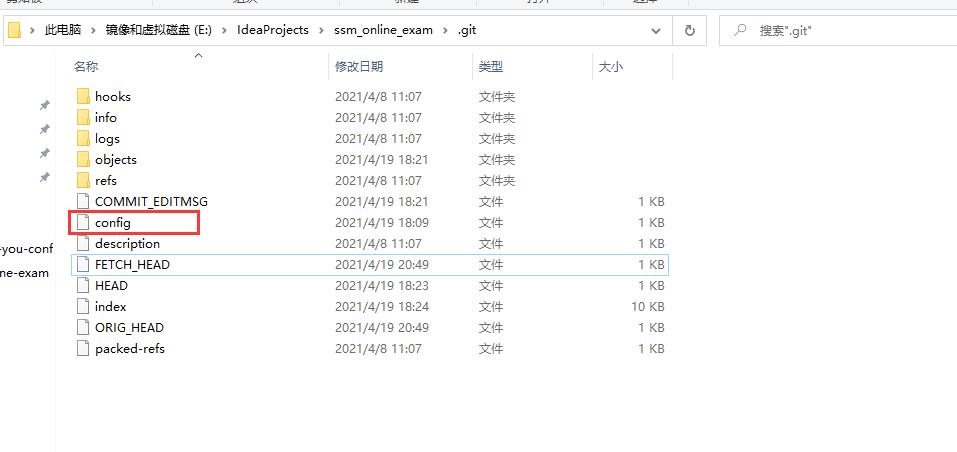 此电脑 > 镜像和虚拟磁盘 (E:) > IdeaProjects > ssm_online_exam > .git
搜索".git"
名称 修改日期 类型 大小
hooks 2021/4/8 11:07 文件夹
info 2021/4/8 11:07 文件夹
logs 2021/4/8 11:07 文件夹
objects 2021/4/19 18:21 文件夹
refs 2021/4/8 11:07 文件夹
COMMIT_EDITMSG 2021/4/19 18:21 文件 1 KB
config 2021/4/19 18:09 文件 1 KB
description 2021/4/8 11:07 文件 1 KB
-you-conf
FETCH_HEAD 2021/4/19 20:49 文件 1 KB
ne-exam
HEAD 2021/4/19 18:23 文件 1 KB
index 2021/4/19 18:24 文件 10 KB
ORIG_HEAD 2021/4/19 20:49 文件 1 KB
packed-refs 2021/4/8 11:07 文件 1 KB